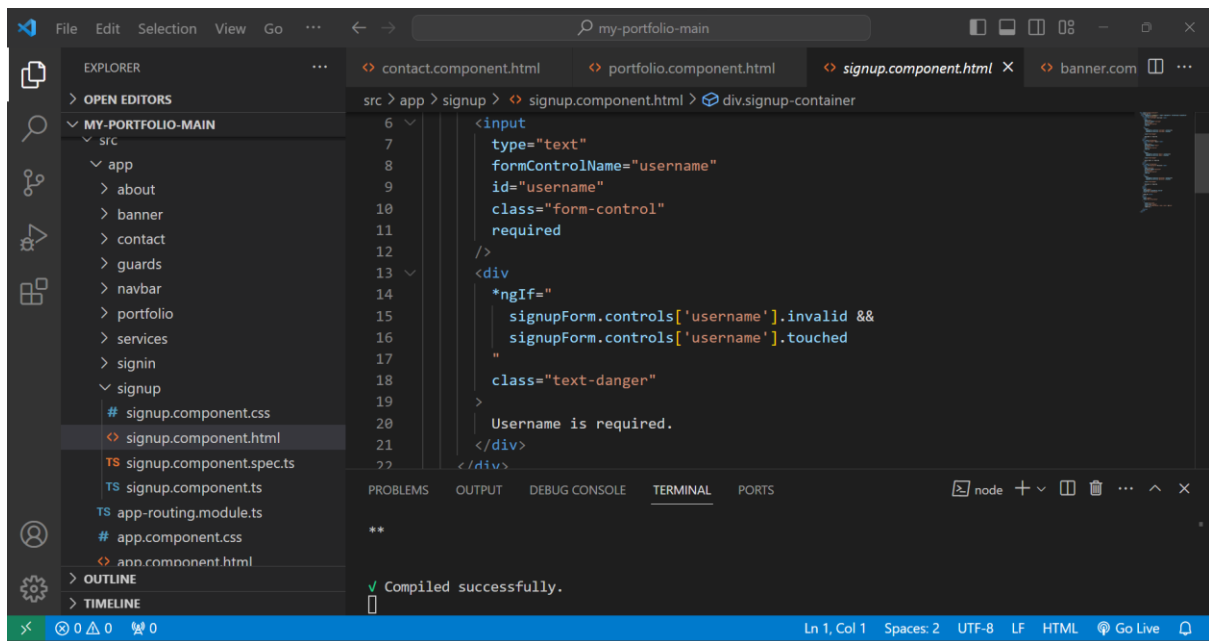 File Edit Selection View Go ··· my-portfolio-main
EXPLORER ···
OPEN EDITORS
MY-PORTFOLIO-MAIN
src
app
about
banner
contact
guards
navbar
portfolio
services
signin
signup
# signup.component.css
<> signup.component.html
TS signup.component.spec.ts
TS signup.component.ts
TS app-routing.module.ts
# app.component.css
<> app.component.html
OUTLINE
TIMELINE
<> contact.component.html <> portfolio.component.html <> signup.component.html <> banner.com ···
src > app > signup > <> signup.component.html > div.signup-container
6 <input
7 type="text"
8 formControlName="username"
9 id="username"
10 class="form-control"
11 required
12 />
13 <div
14 *ngIf="
15 signupForm.controls['username'].invalid &&
16 signupForm.controls['username'].touched
17 "
18 class="text-danger"
19 >
20 Username is required.
21 </div>
22 </div>
PROBLEMS OUTPUT DEBUG CONSOLE TERMINAL PORTS node ···
**
√ Compiled successfully.
0 0 0 Ln 1, Col 1 Spaces: 2 UTF-8 LF HTML Go Live